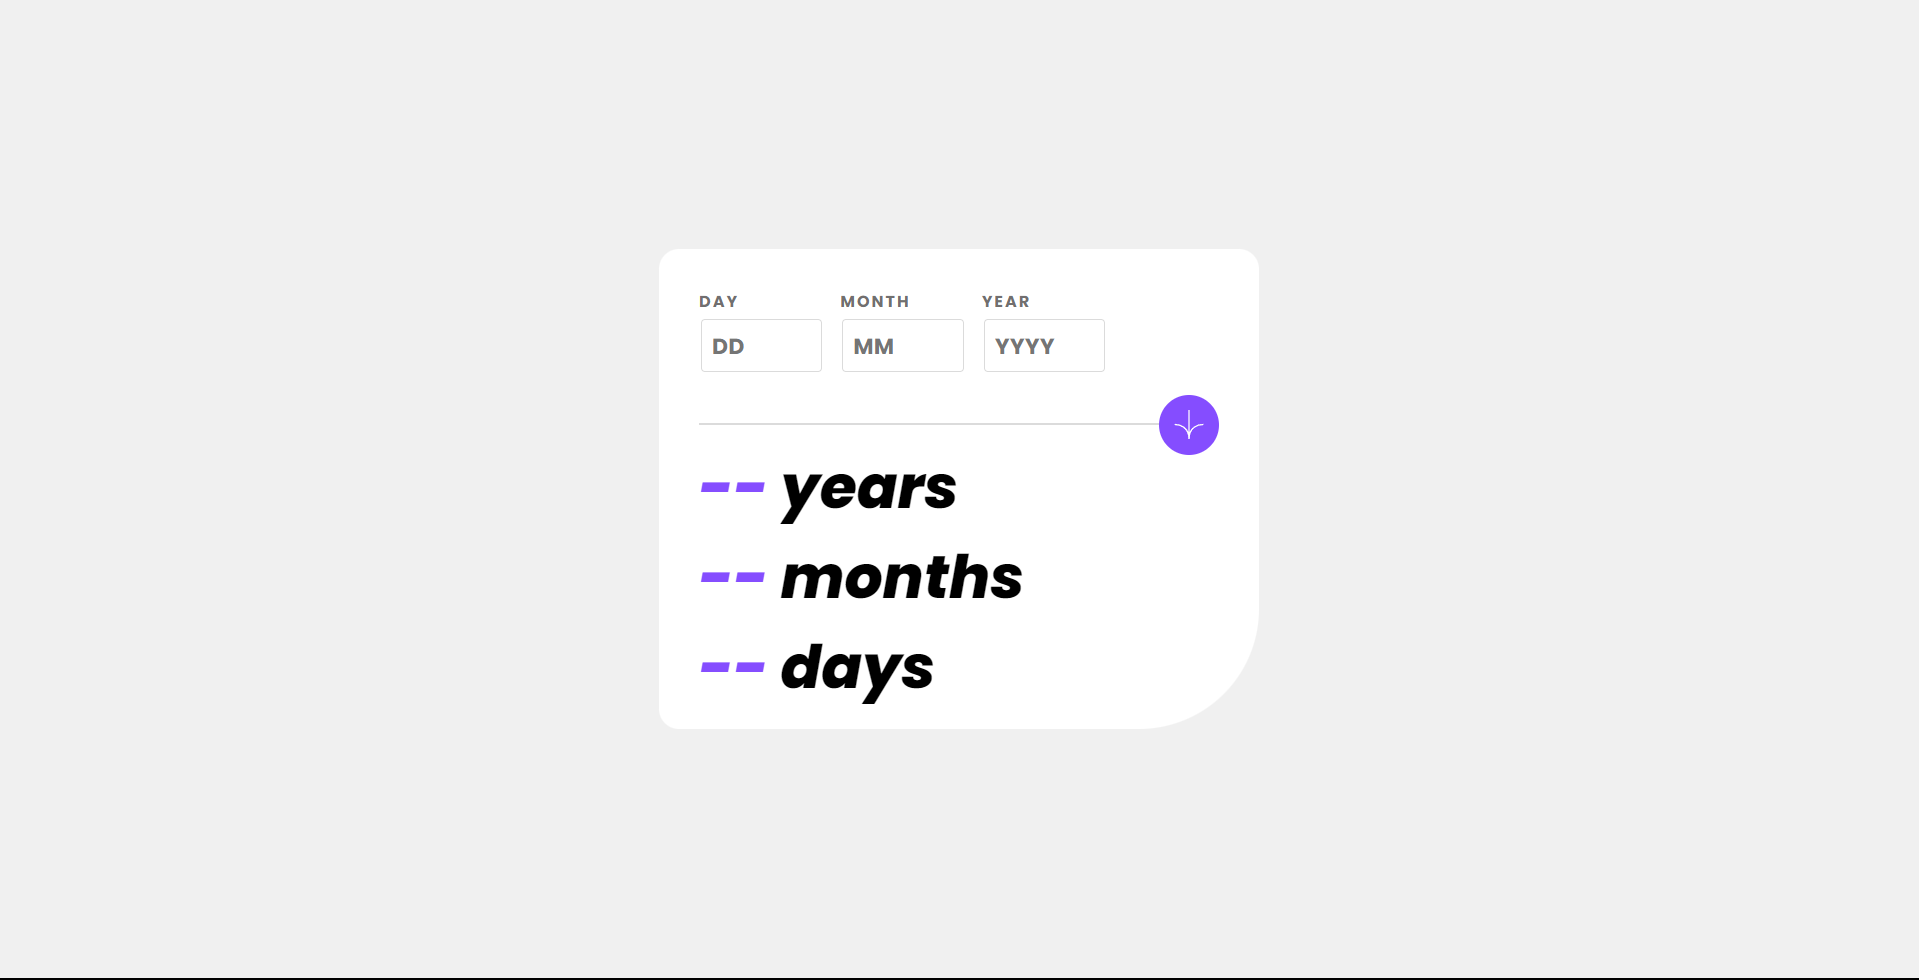 DAY MONTH YEAR
DD MM YYYY
-- years
-- months
-- days